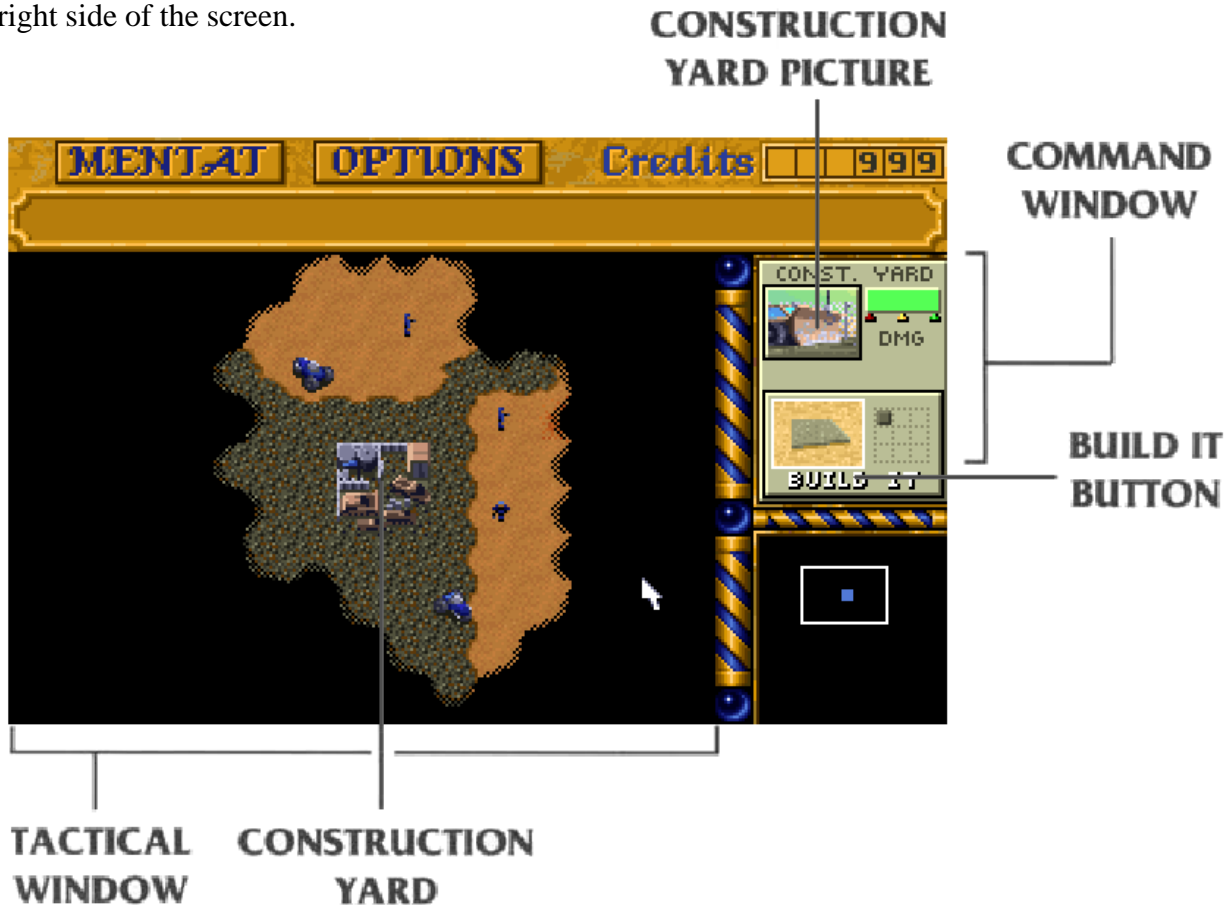 right side of the screen.
CONSTRUCTION
YARD PICTURE
MENTAT OPTIONS Credits 999
COMMAND
WINDOW
CONST. YARD
DMG
BUILD IT
BUILD IT
BUTTON
TACTICAL
WINDOW
CONSTRUCTION
YARD